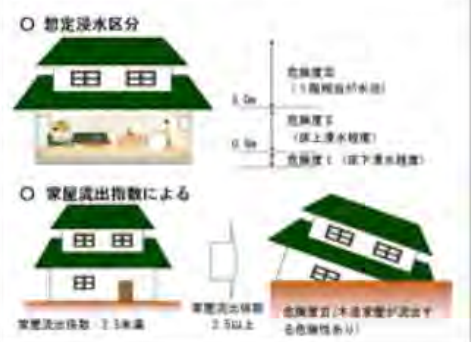 ○ 想定浸水区分
危険度Ⅲ
(1階相当が水没)
3.0m
危険度Ⅱ
(床上浸水程度)
0.5m
危険度Ⅰ (床下浸水程度)
○ 家屋流出指数による
家屋流出指数 2.5未満
家屋流出指数
2.5以上
危険度Ⅲ(木造家屋が流出す
る危険性あり)